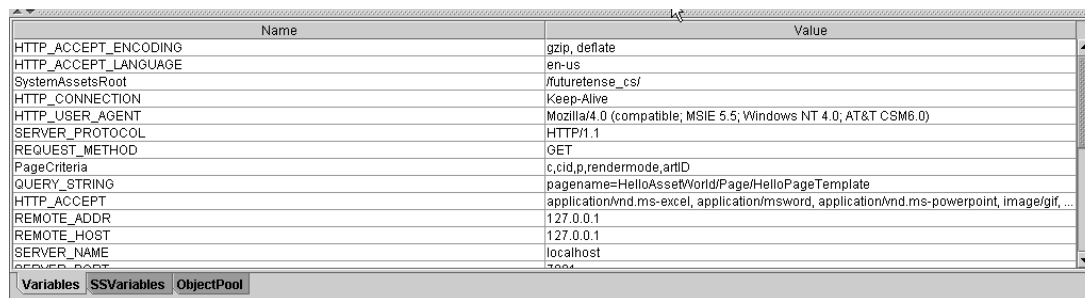 Name Value
HTTP_ACCEPT_ENCODING gzip, deflate
HTTP_ACCEPT_LANGUAGE en-us
SystemAssetsRoot /futuretense_cs/
HTTP_CONNECTION Keep-Alive
HTTP_USER_AGENT Mozilla/4.0 (compatible; MSIE 5.5; Windows NT 4.0; AT&T CSM6.0)
SERVER_PROTOCOL HTTP/1.1
REQUEST_METHOD GET
PageCriteria c,cid,p,rendermode,artID
QUERY_STRING pagename=HelloAssetWorld/Page/HelloPageTemplate
HTTP_ACCEPT application/vnd.ms-excel, application/msword, application/vnd.ms-powerpoint, image/gif, ...
REMOTE_ADDR 127.0.0.1
REMOTE_HOST 127.0.0.1
SERVER_NAME localhost
SERVER_PORT
Variables SSVariables ObjectPool